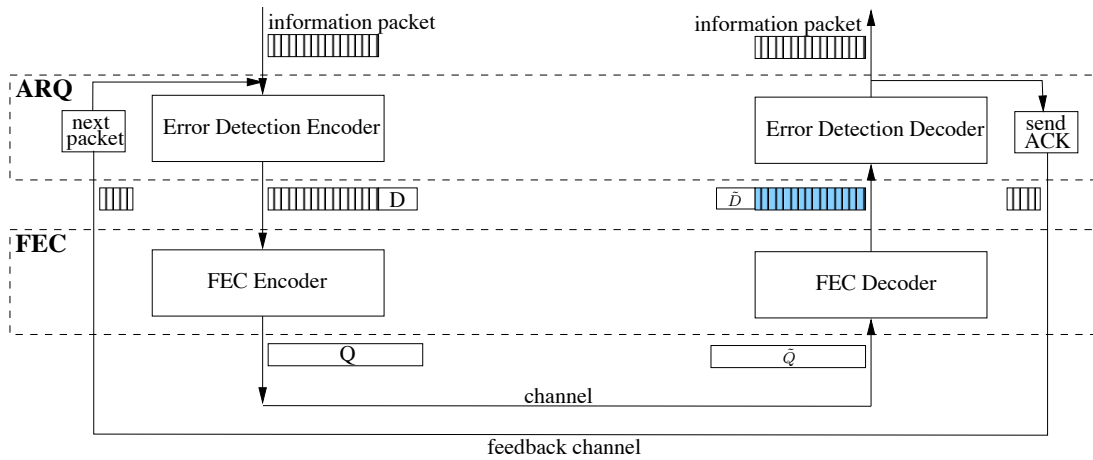 information packet
information packet
ARQ
next
packet
Error Detection Encoder
Error Detection Decoder
send
ACK
D
D̃
FEC
FEC Encoder
FEC Decoder
Q
Q̃
channel
feedback channel